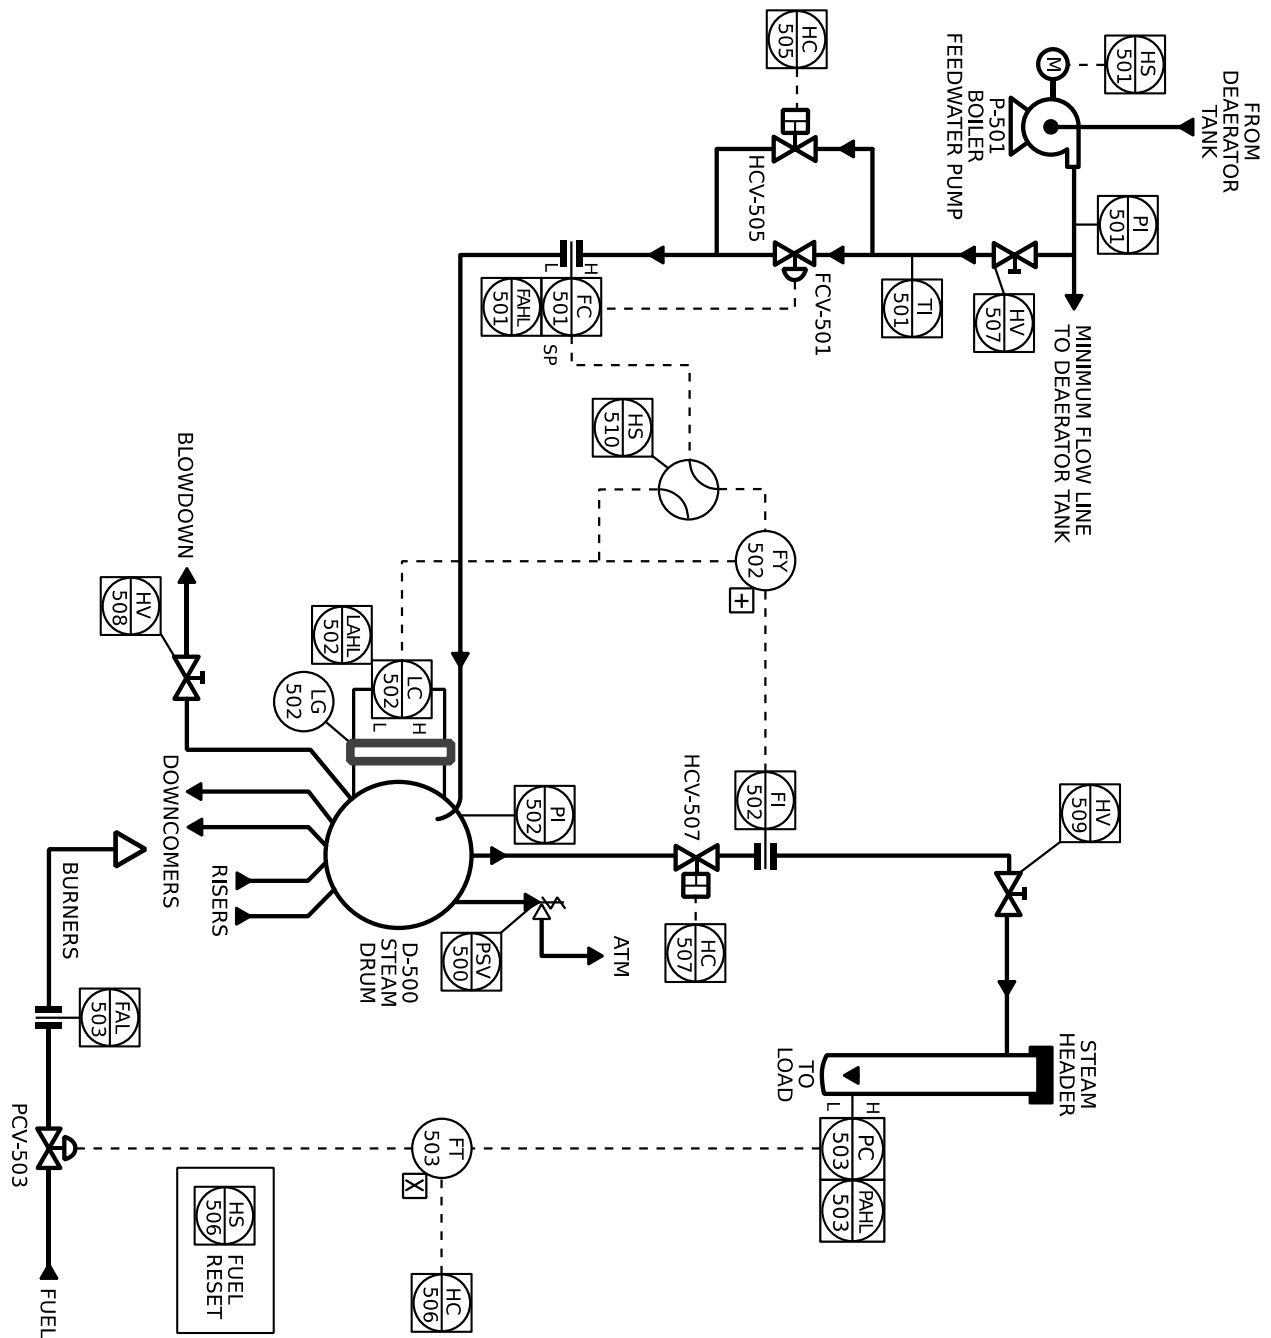 FROM
DEAERATOR
TANK
HS
501
M
P-501
BOILER
FEEDWATER PUMP
PI
501
MINIMUM FLOW LINE
TO DEAERATOR TANK
HV
507
TI
501
HC
505
HCV-505
FCV-501
H
L
FC
501
FAHL
501
SP
HS
510
FY
502
+
FI
502
HCV-507
HC
507
HV
509
STEAM
HEADER
TO
LOAD
H
L
PC
503
PAHL
503
PI
502
LAHL
502
LC
502
H
L
LG
502
PSV
500
ATM
D-500
STEAM
DRUM
BLOWDOWN
HV
508
DOWNCOMERS
RISERS
BURNERS
FAL
503
PCV-503
FT
503
X
HC
506
HS
506
FUEL
RESET
FUEL